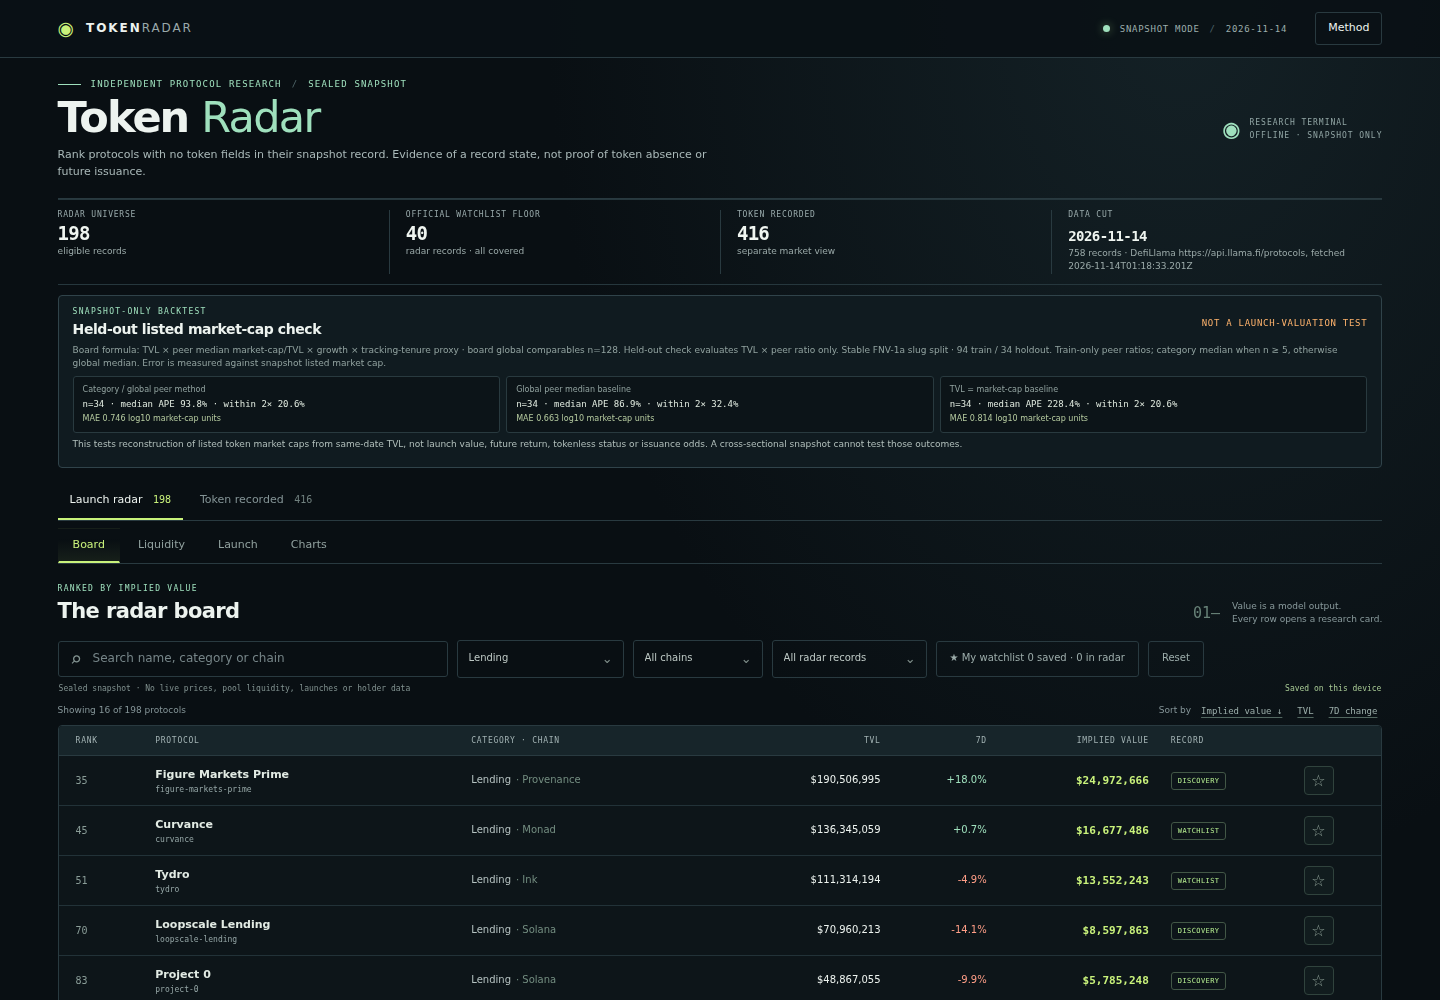 TOKENRADAR
SNAPSHOT MODE / 2026-11-14
Method
INDEPENDENT PROTOCOL RESEARCH / SEALED SNAPSHOT
Token Radar
Rank protocols with no token fields in their snapshot record. Evidence of a record state, not proof of token absence or
future issuance.
RESEARCH TERMINAL
OFFLINE · SNAPSHOT ONLY
RADAR UNIVERSE
198
eligible records
OFFICIAL WATCHLIST FLOOR
40
radar records · all covered
TOKEN RECORDED
416
separate market view
DATA CUT
2026-11-14
758 records · DefiLlama https://api.llama.fi/protocols, fetched
2026-11-14T01:18:33.201Z
SNAPSHOT-ONLY BACKTEST
Held-out listed market-cap check
NOT A LAUNCH-VALUATION TEST
Board formula: TVL × peer median market-cap/TVL × growth × tracking-tenure proxy · board global comparables n=128. Held-out check evaluates TVL × peer ratio only. Stable FNV-1a slug split · 94 train / 34 holdout. Train-only peer ratios; category median when n ≥ 5, otherwise
global median. Error is measured against snapshot listed market cap.
Category / global peer method
n=34 · median APE 93.8% · within 2× 20.6%
MAE 0.746 log10 market-cap units
Global peer median baseline
n=34 · median APE 86.9% · within 2× 32.4%
MAE 0.663 log10 market-cap units
TVL = market-cap baseline
n=34 · median APE 228.4% · within 2× 20.6%
MAE 0.814 log10 market-cap units
This tests reconstruction of listed token market caps from same-date TVL, not launch value, future return, tokenless status or issuance odds. A cross-sectional snapshot cannot test those outcomes.
Launch radar 198 Token recorded 416
Board Liquidity Launch Charts
RANKED BY IMPLIED VALUE
The radar board
01—
Value is a model output.
Every row opens a research card.
Search name, category or chain
Lending
All chains
All radar records
★ My watchlist 0 saved · 0 in radar
Reset
Sealed snapshot · No live prices, pool liquidity, launches or holder data
Saved on this device
Showing 16 of 198 protocols
Sort by Implied value ↓ TVL 7D change
RANK PROTOCOL CATEGORY · CHAIN TVL 7D IMPLIED VALUE RECORD
35 Figure Markets Prime Lending · Provenance $190,506,995 +18.0% $24,972,666 DISCOVERY ☆
figure-markets-prime
45 Curvance Lending · Monad $136,345,059 +0.7% $16,677,486 WATCHLIST ☆
curvance
51 Tydro Lending · Ink $111,314,194 -4.9% $13,552,243 WATCHLIST ☆
tydro
70 Loopscale Lending Lending · Solana $70,960,213 -14.1% $8,597,863 DISCOVERY ☆
loopscale-lending
83 Project 0 Lending · Solana $48,867,055 -9.9% $5,785,248 DISCOVERY ☆
project-0